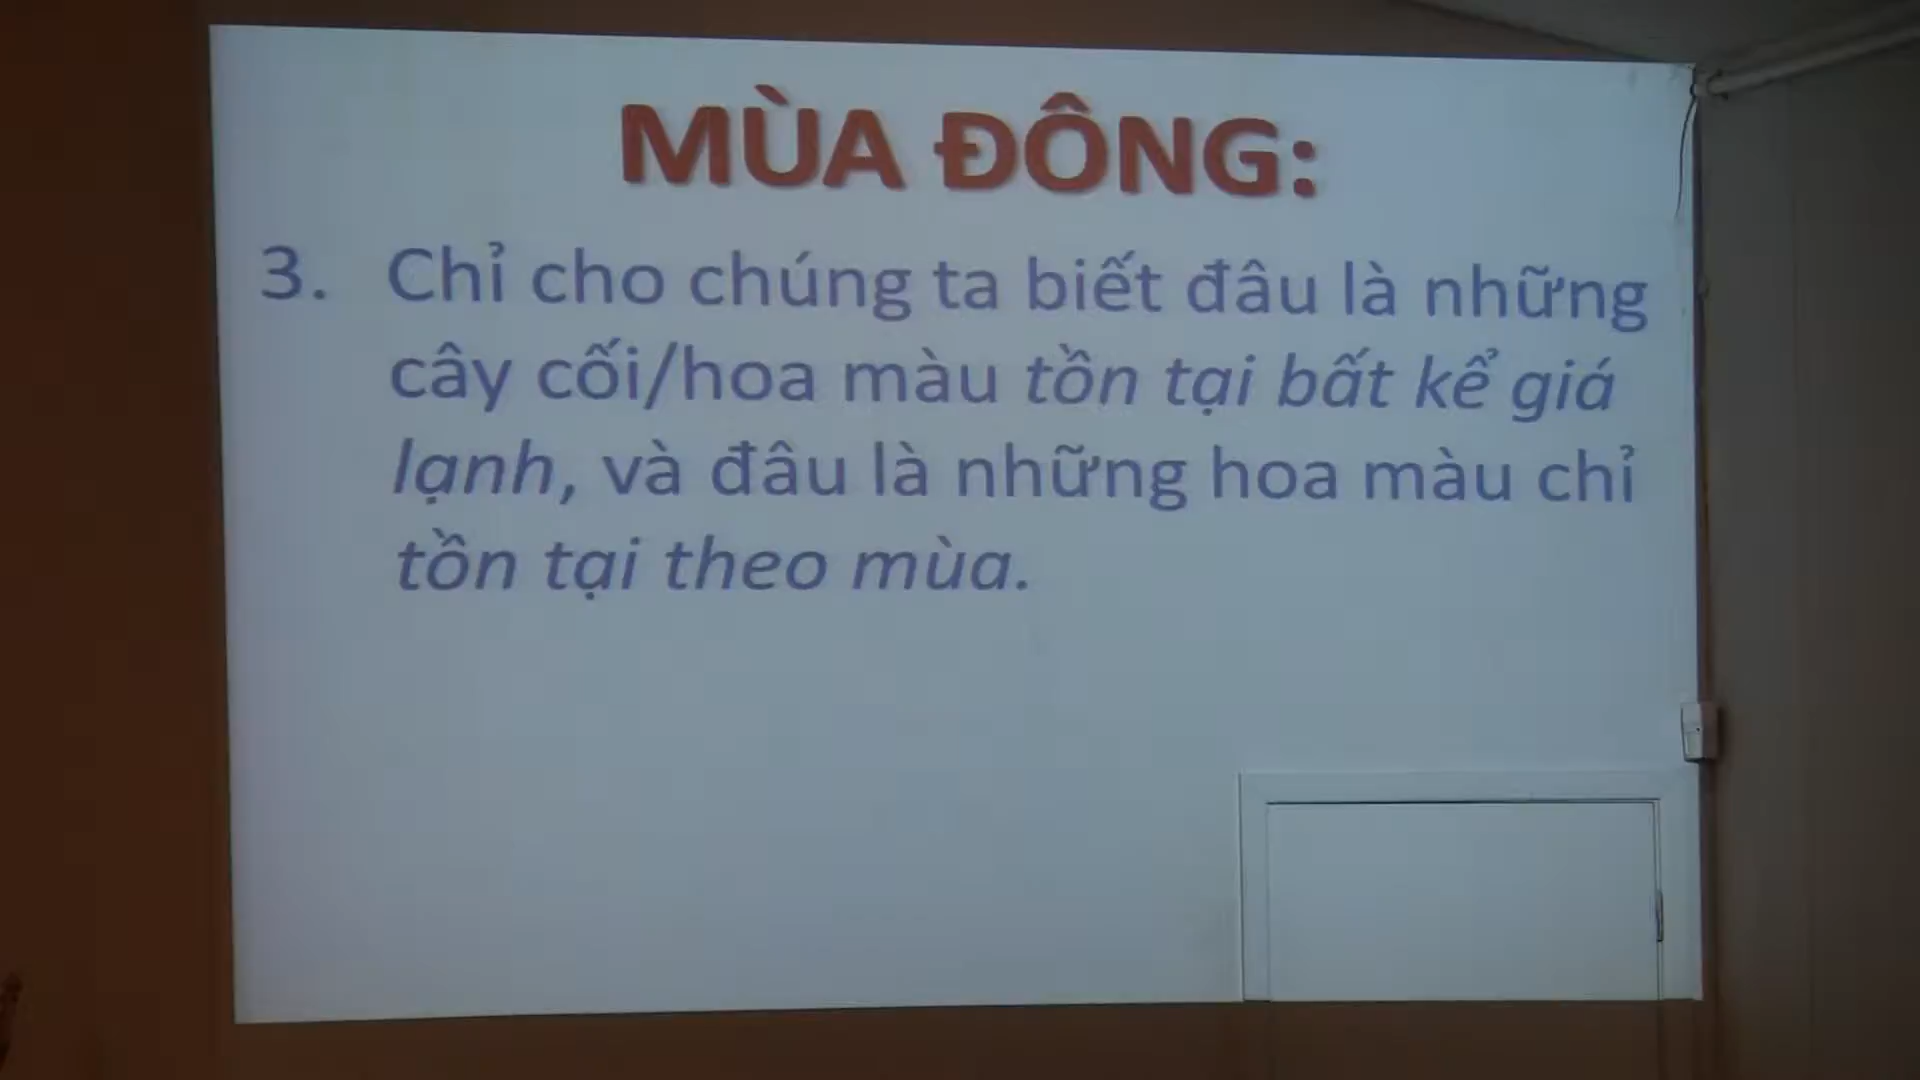 MÙA ĐÔNG:
3. Chỉ cho chúng ta biết đâu là những
cây cối/hoa màu tồn tại bất kể giá
lạnh, và đâu là những hoa màu chỉ
tồn tại theo mùa.